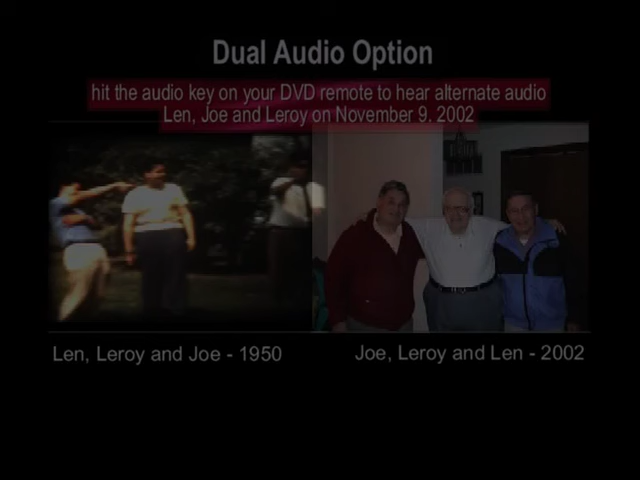 Dual Audio Option
hit the audio key on your DVD remote to hear alternate audio
Len, Joe and Leroy on November 9, 2002
Len, Leroy and Joe - 1950
Joe, Leroy and Len - 2002